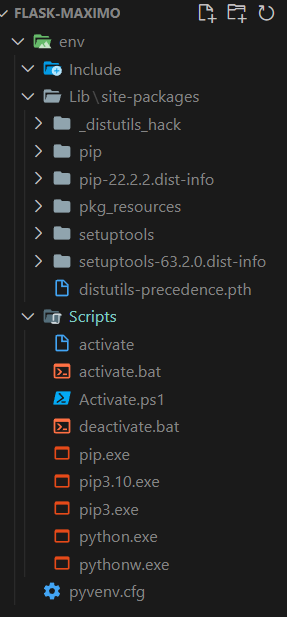 FLASK-MAXIMO
env
Include
Lib\site-packages
_distutils_hack
pip
pip-22.2.2.dist-info
pkg_resources
setuptools
setuptools-63.2.0.dist-info
distutils-precedence.pth
Scripts
activate
activate.bat
Activate.ps1
deactivate.bat
pip.exe
pip3.10.exe
pip3.exe
python.exe
pythonw.exe
pyvenv.cfg